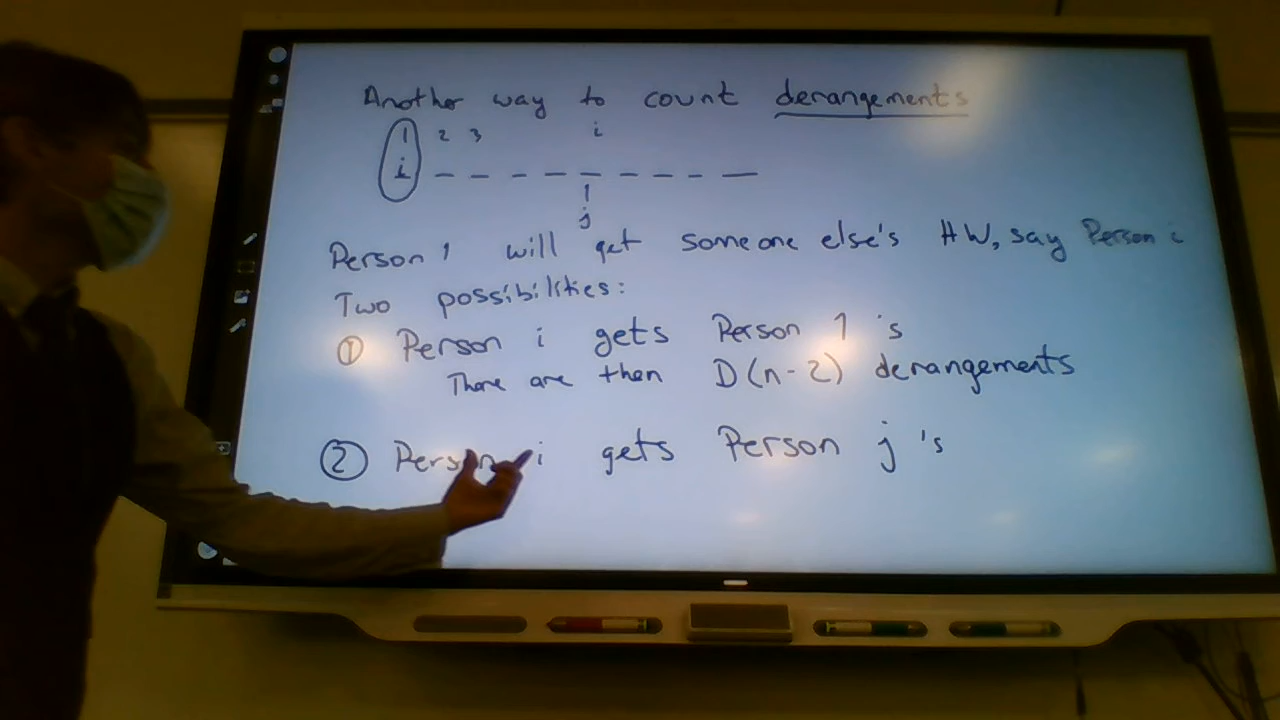 Another way to count derangements
1 2 3 i
i _ _ _ _ _ _ _ _ _
1
j
Person 1 will get someone else's HW, say Person i
Two possibilities:
① Person i gets Person 1's
There are then D(n-2) derangements
② Person i gets Person j's